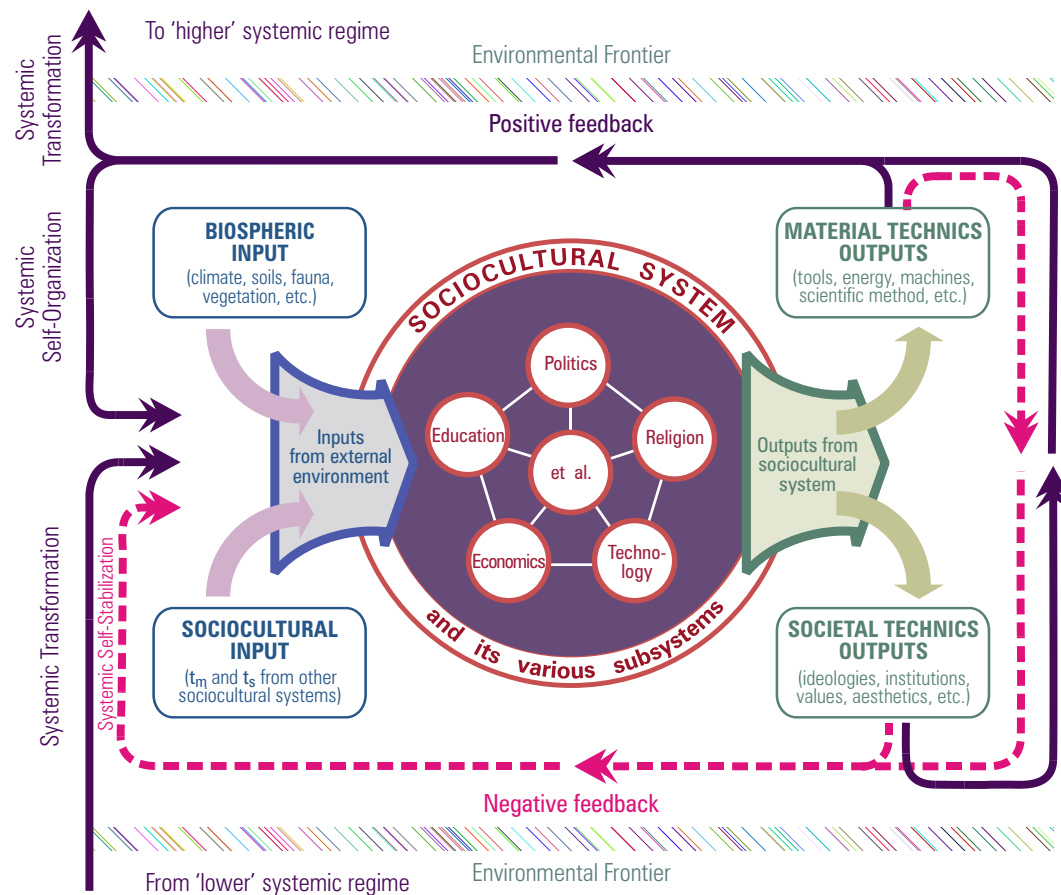 To ‘higher’ systemic regime
Environmental Frontier
Systemic
Transformation
Positive feedback
Systemic
Self-Organization
BIOSPHERIC
INPUT
(climate, soils, fauna,
vegetation, etc.)
MATERIAL TECHNICS
OUTPUTS
(tools, energy, machines,
scientific method, etc.)
SOCIOCULTURAL SYSTEM
Politics
Education
Religion
et al.
Economics
Techno-
logy
and its various subsystems
Inputs
from external
environment
Outputs from
sociocultural
system
Systemic Transformation
Systemic Self-Stabilization
SOCIOCULTURAL
INPUT
(tm and ts from other
sociocultural systems)
SOCIETAL TECHNICS
OUTPUTS
(ideologies, institutions,
values, aesthetics, etc.)
Negative feedback
Environmental Frontier
From ‘lower’ systemic regime